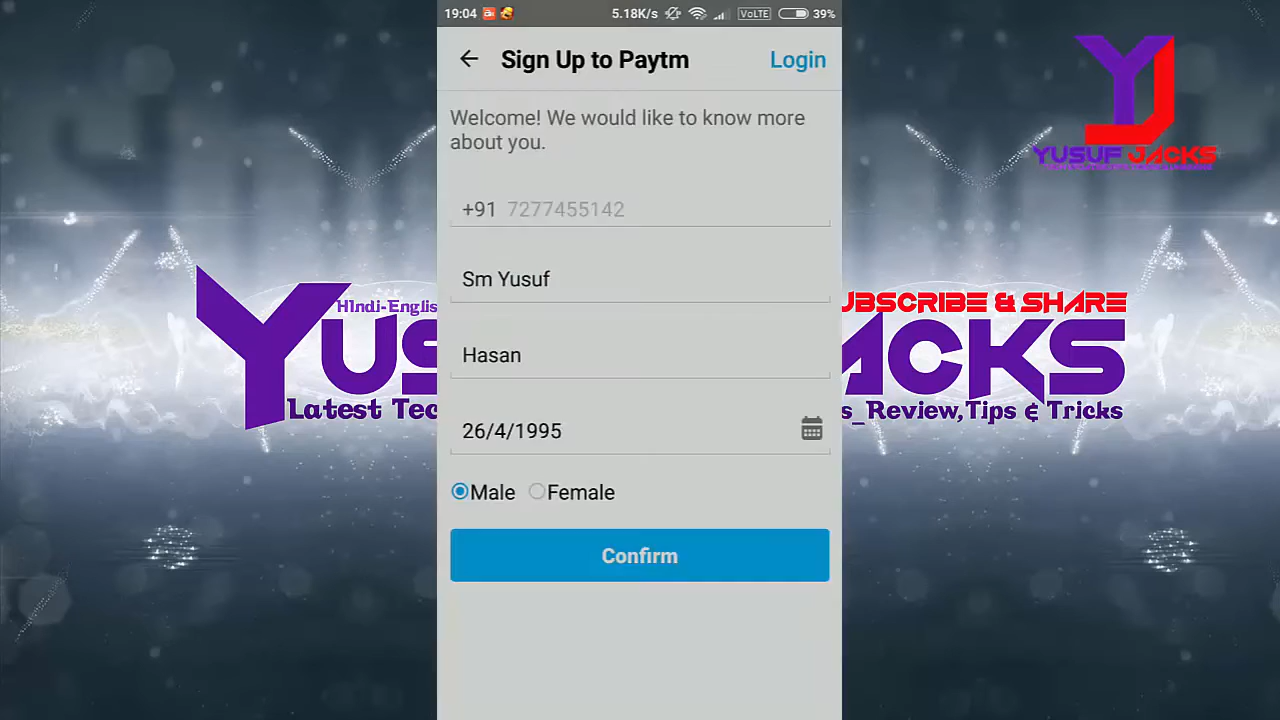 19:04 5.18K/s VoLTE 39%
Sign Up to Paytm Login
Welcome! We would like to know more
about you.
+91 7277455142
Sm Yusuf
Hasan
26/4/1995
Male Female
Confirm
YUSUF JACKS
HIndi-Englis
YUS
Latest Tec
UBSCRIBE & SHARE
ACKS
s_Review,Tips & Tricks